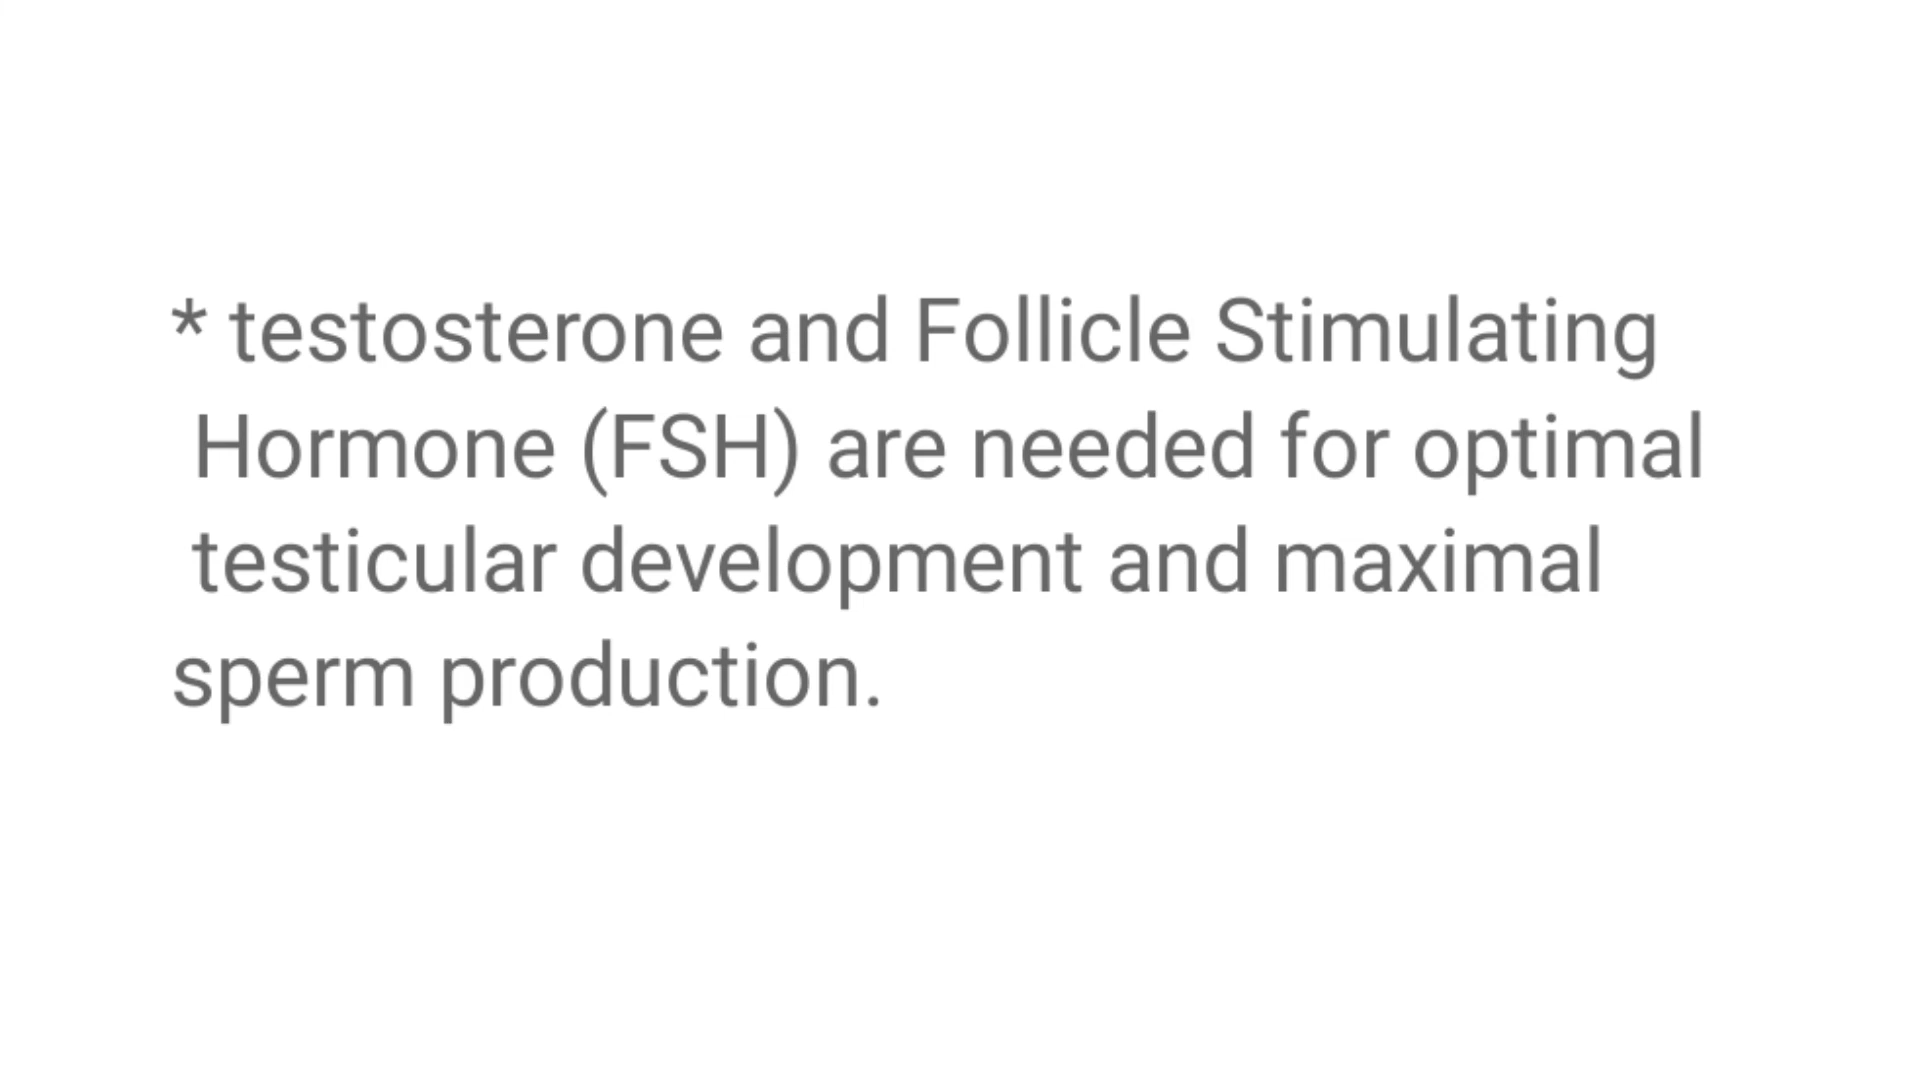 * testosterone and Follicle Stimulating
Hormone (FSH) are needed for optimal
testicular development and maximal
sperm production.